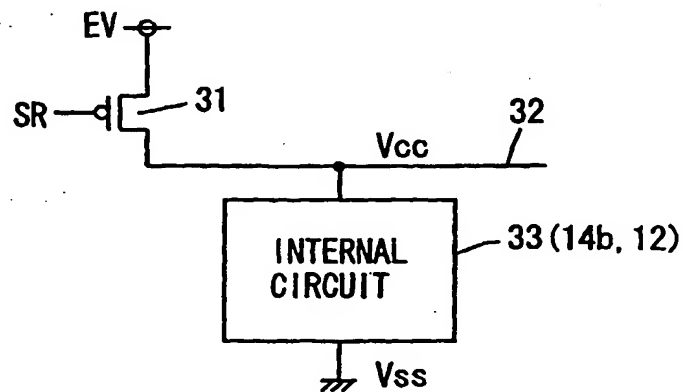 EV
SR
31
32
Vcc
INTERNAL
CIRCUIT
33 (14b, 12)
Vss